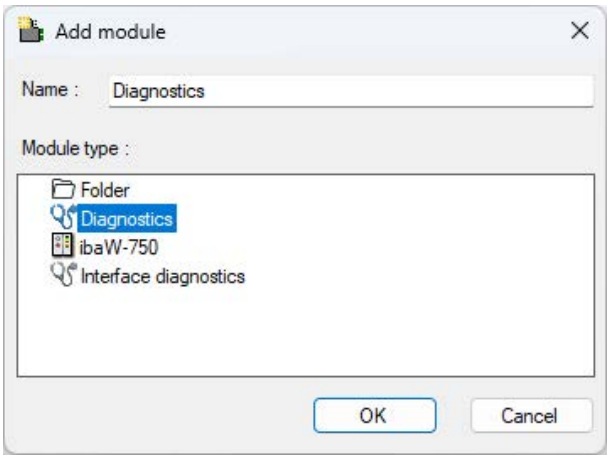 Add module
Name : Diagnostics
Module type :
Folder
Diagnostics
ibaW-750
Interface diagnostics
OK Cancel